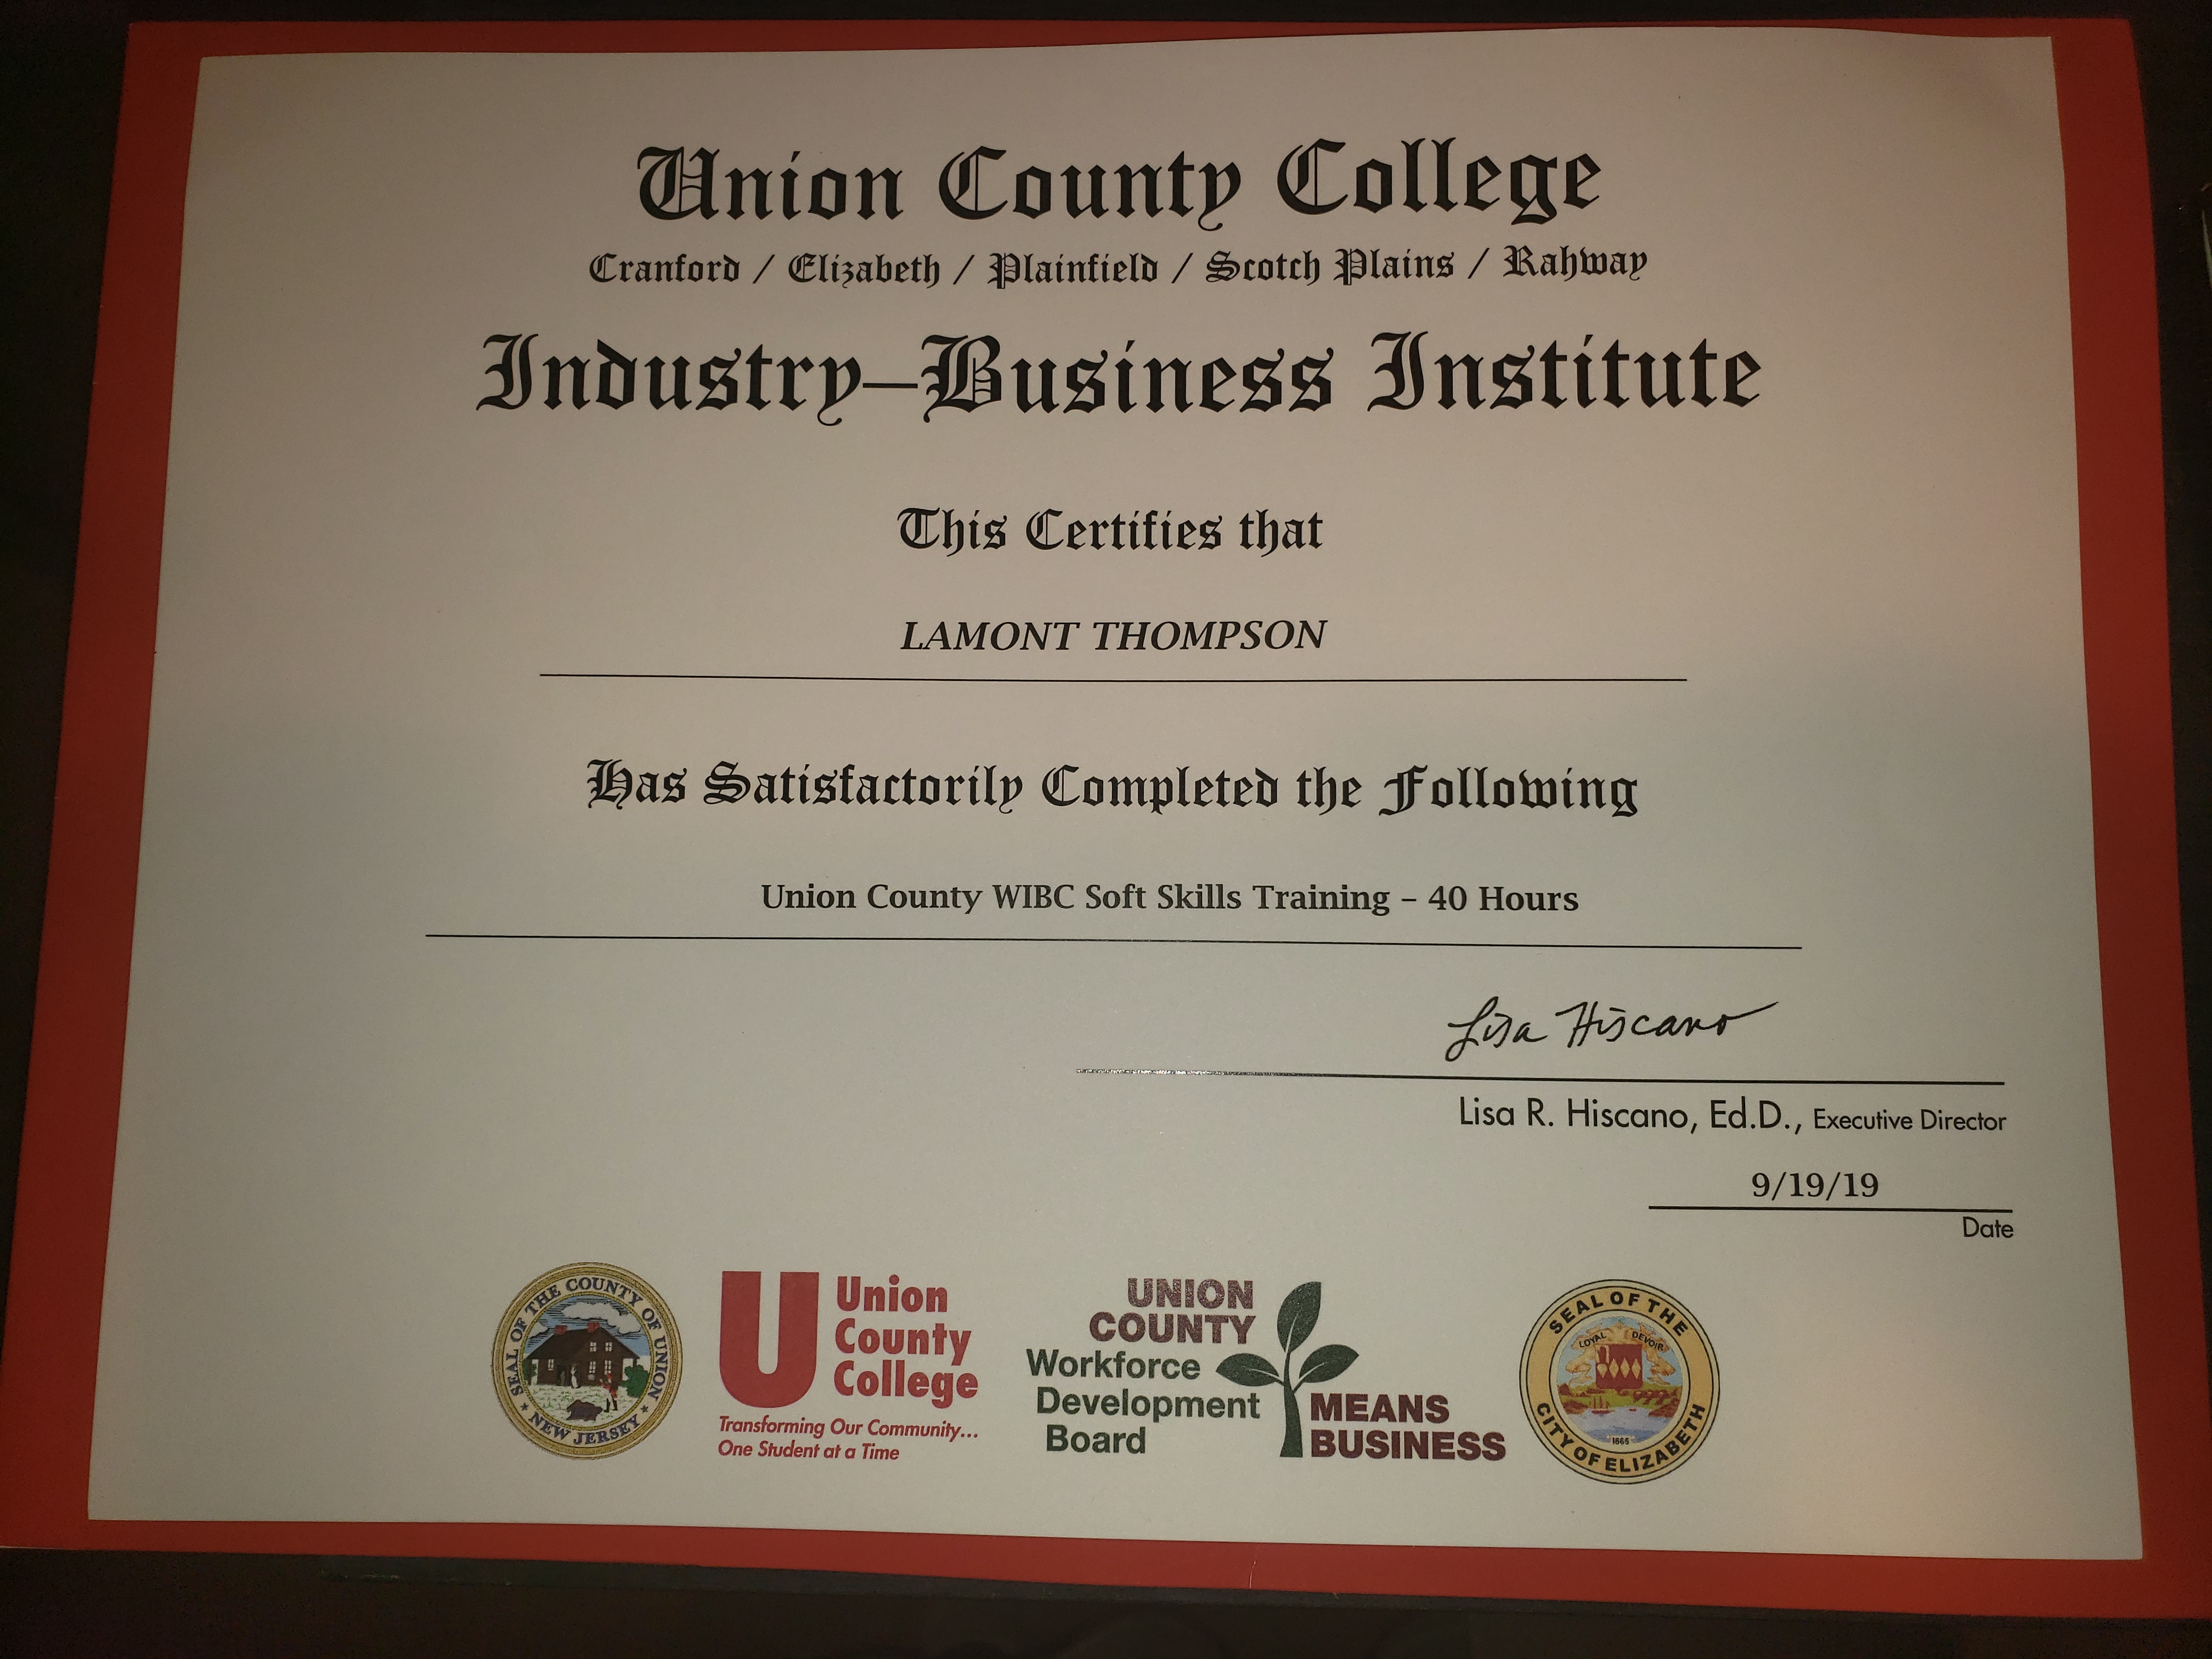 Union County College
Cranford / Elizabeth / Plainfield / Scotch Plains / Rahway
Industry–Business Institute
This Certifies that
LAMONT THOMPSON
Has Satisfactorily Completed the Following
Union County WIBC Soft Skills Training – 40 Hours
Lisa Hiscano
Lisa R. Hiscano, Ed.D., Executive Director
9/19/19
Date
SEAL OF THE COUNTY OF UNION
NEW JERSEY
U
Union
County
College
Transforming Our Community...
One Student at a Time
UNION
COUNTY
Workforce
Development
Board
MEANS
BUSINESS
SEAL OF THE
CITY OF ELIZABETH
LOYAL DEVOIR
1665